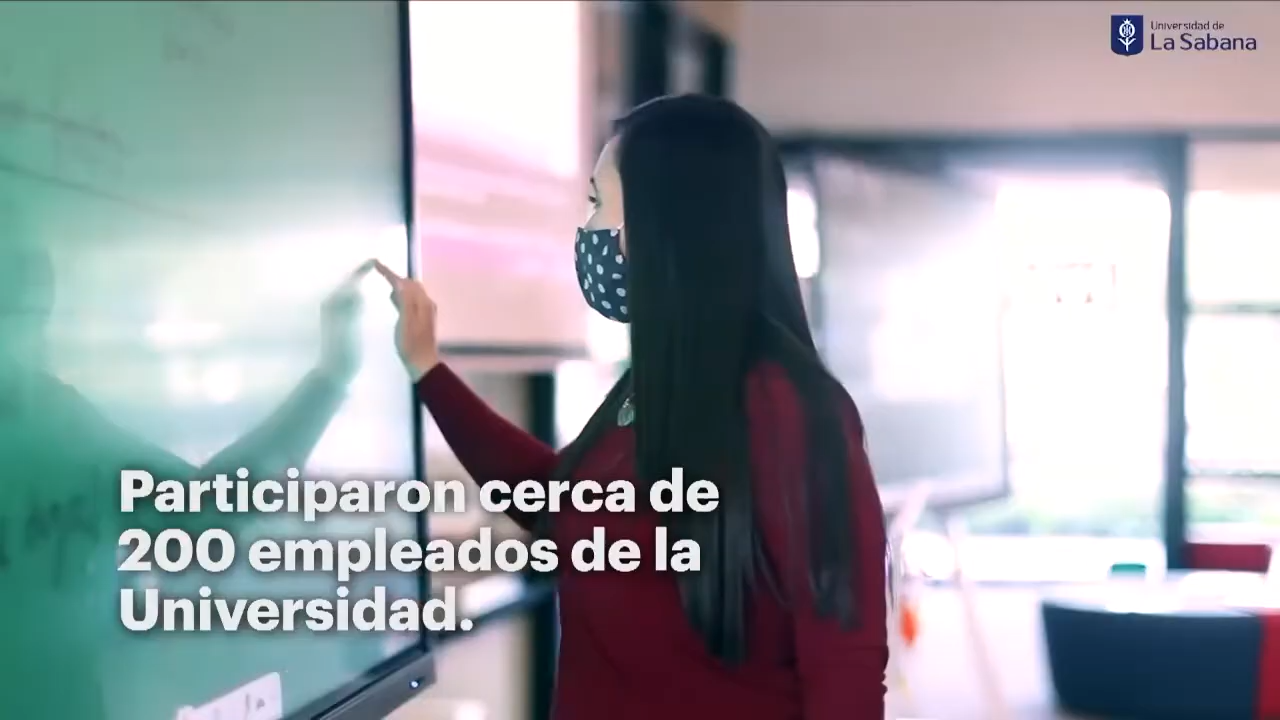 Universidad de
La Sabana
Participaron cerca de
200 empleados de la
Universidad.